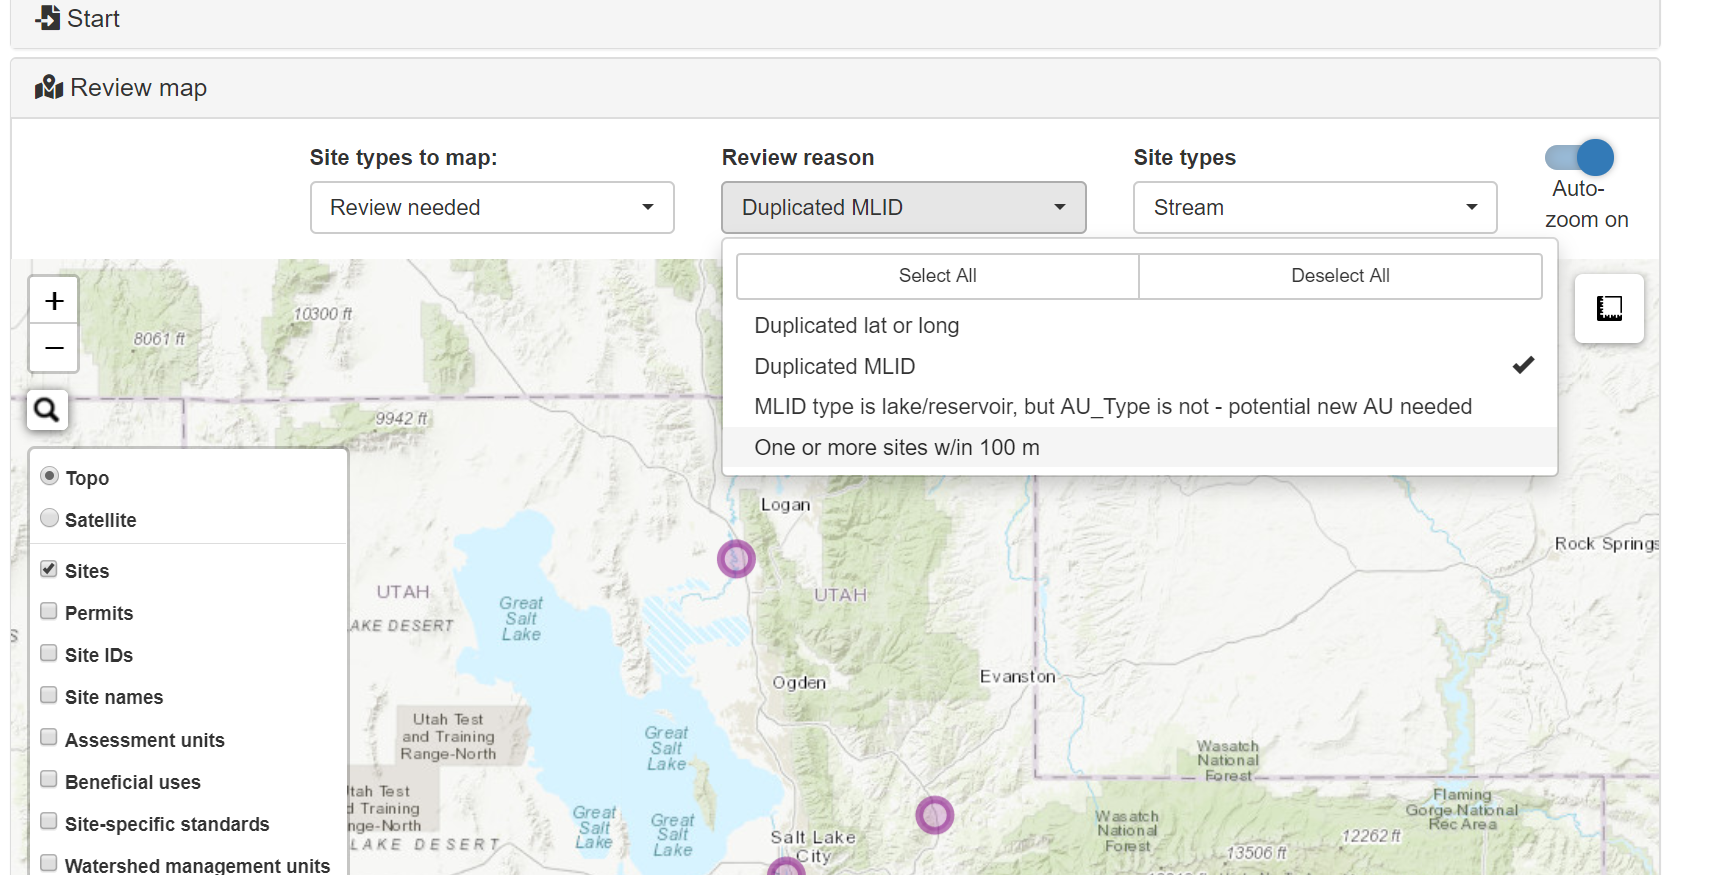 Start
Review map
Site types to map:
Review needed
Review reason
Duplicated MLID
Site types
Stream
Auto-
zoom on
Select All
Deselect All
Duplicated lat or long
Duplicated MLID
MLID type is lake/reservoir, but AU_Type is not - potential new AU needed
One or more sites w/in 100 m
+
−
Topo
Satellite
Sites
Permits
Site IDs
Site names
Assessment units
Beneficial uses
Site-specific standards
Watershed management units
8061 ft
10300 ft
9942 ft
Logan
Rock Springs
UTAH
AKE DESERT
Great
Salt
Lake
UTAH
Ogden
Evanston
Utah Test
and Training
Range-North
Great
Salt
Lake
Wasatch
National
Forest
tah Test
d Training
nge-North
LAKE DESERT
Great
Salt
Lake
Great
Salt
Lake
Salt Lake
City
Wasatch
National
Forest
Flaming
Gorge National
Rec Area
12262 ft
13506 ft